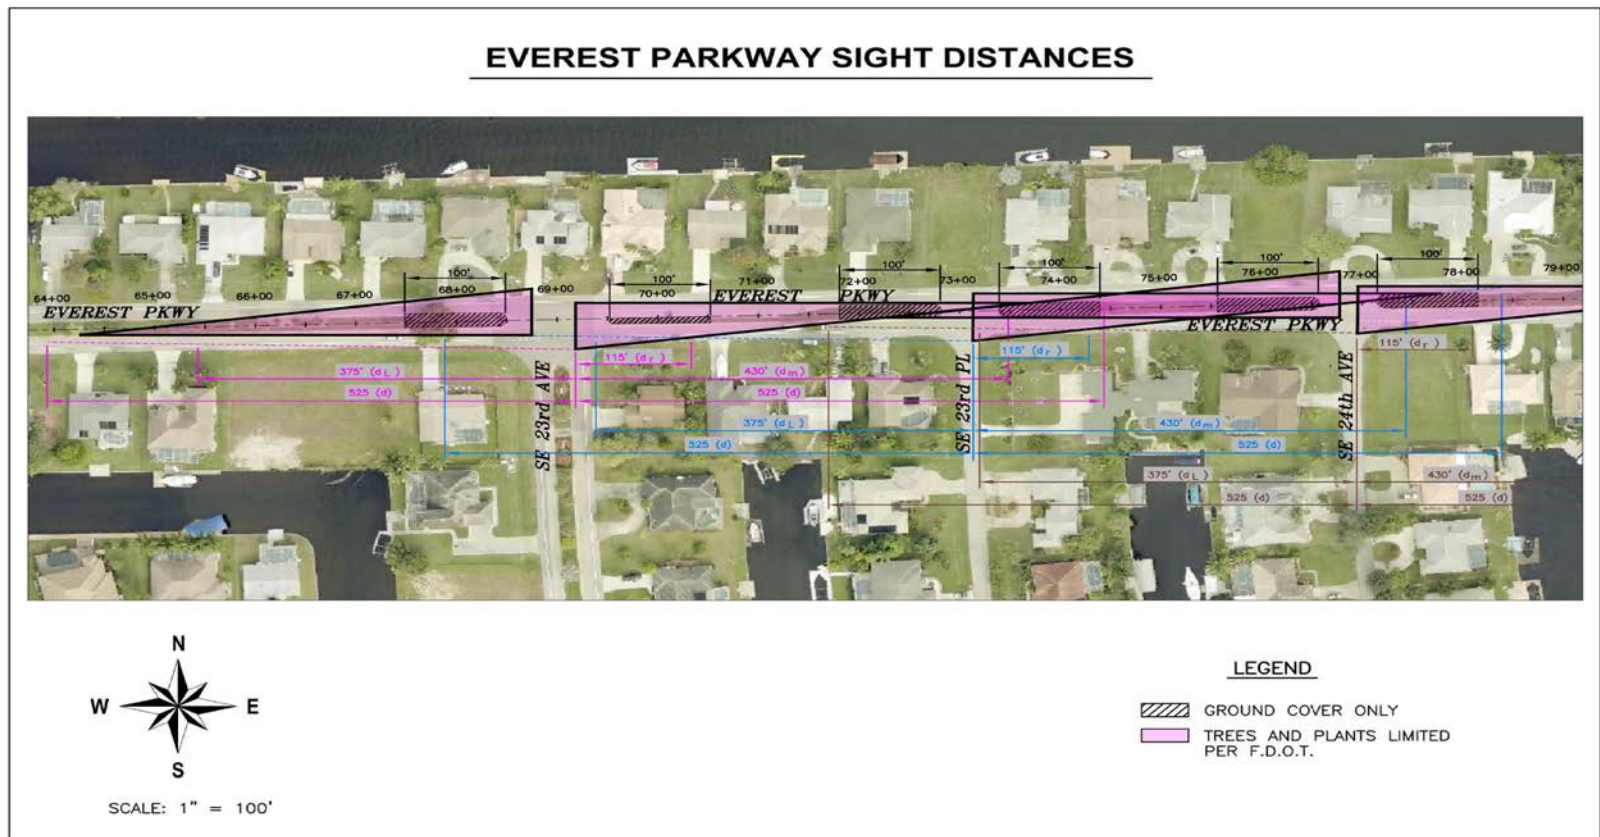 EVEREST PARKWAY SIGHT DISTANCES
100'
100'
100'
100'
100'
100'
64+00
65+00
66+00
67+00
68+00
69+00
70+00
71+00
72+00
73+00
74+00
75+00
76+00
77+00
78+00
79+00
EVEREST PKWY
EVEREST PKWY
EVEREST PKWY
115' (dr)
115' (dr)
115' (dr)
375' (dL)
430' (dm)
525 (d)
525 (d)
375' (dL)
430' (dm)
525 (d)
525 (d)
375' (dL)
430' (dm)
525 (d)
525 (d)
SE 23rd AVE
SE 23rd PL
SE 24th AVE
N
W E
S
SCALE: 1" = 100'
LEGEND
GROUND COVER ONLY
TREES AND PLANTS LIMITED
PER F.D.O.T.